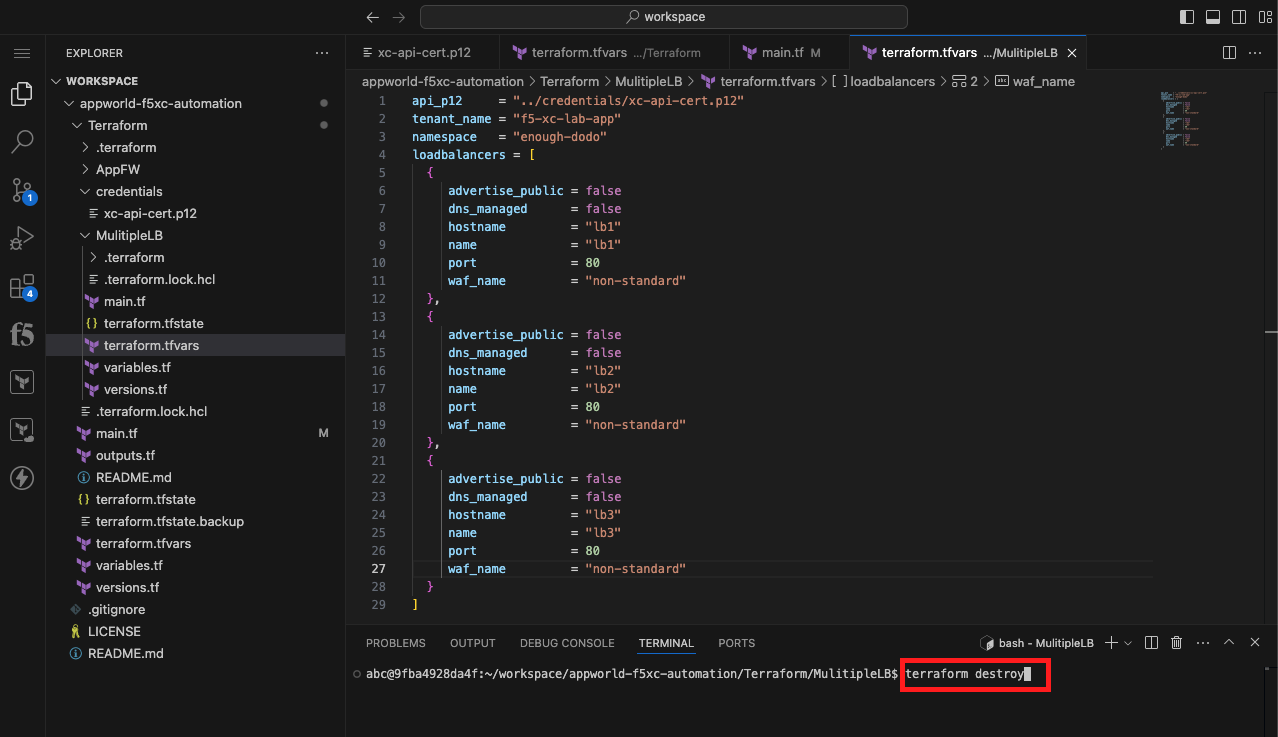 workspace
EXPLORER
WORKSPACE
appworld-f5xc-automation
Terraform
.terraform
AppFW
credentials
xc-api-cert.p12
MulitipleLB
.terraform
.terraform.lock.hcl
main.tf
{} terraform.tfstate
terraform.tfvars
variables.tf
versions.tf
.terraform.lock.hcl
main.tf M
outputs.tf
README.md
{} terraform.tfstate
terraform.tfstate.backup
terraform.tfvars
variables.tf
versions.tf
.gitignore
LICENSE
README.md
1
4
f5
xc-api-cert.p12 terraform.tfvars .../Terraform main.tf M terraform.tfvars .../MulitipleLB
appworld-f5xc-automation > Terraform > MulitipleLB > terraform.tfvars > [ ] loadbalancers > 2 > waf_name
1 api_p12 = "../credentials/xc-api-cert.p12"
2 tenant_name = "f5-xc-lab-app"
3 namespace = "enough-dodo"
4 loadbalancers = [
5 {
6 advertise_public = false
7 dns_managed = false
8 hostname = "lb1"
9 name = "lb1"
10 port = 80
11 waf_name = "non-standard"
12 },
13 {
14 advertise_public = false
15 dns_managed = false
16 hostname = "lb2"
17 name = "lb2"
18 port = 80
19 waf_name = "non-standard"
20 },
21 {
22 advertise_public = false
23 dns_managed = false
24 hostname = "lb3"
25 name = "lb3"
26 port = 80
27 waf_name = "non-standard"
28 }
29 ]
PROBLEMS OUTPUT DEBUG CONSOLE TERMINAL PORTS bash - MulitipleLB
abc@9fba4928da4f:~/workspace/appworld-f5xc-automation/Terraform/MulitipleLB$ terraform destroy